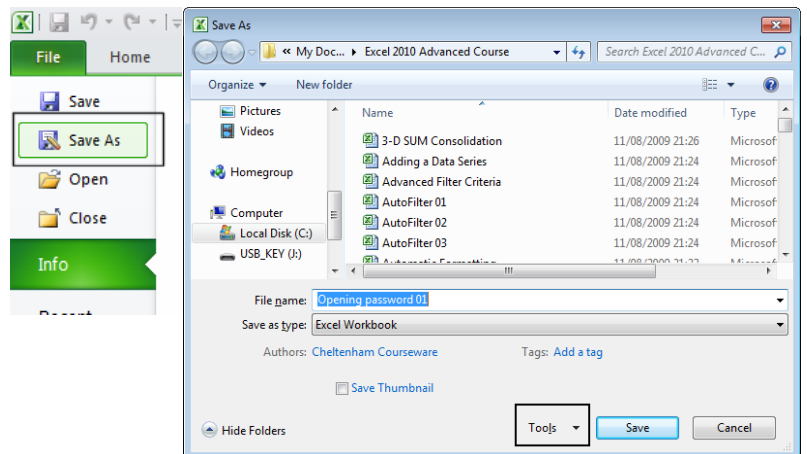 File
Home
Save
Save As
Open
Close
Info
Save As
« My Doc... ▸ Excel 2010 Advanced Course
Search Excel 2010 Advanced C...
Organize
New folder
Pictures
Videos
Homegroup
Computer
Local Disk (C:)
USB_KEY (J:)
Name Date modified Type
3-D SUM Consolidation 11/08/2009 21:26 Microsof
Adding a Data Series 11/08/2009 21:24 Microsof
Advanced Filter Criteria 11/08/2009 21:24 Microsof
AutoFilter 01 11/08/2009 21:24 Microsof
AutoFilter 02 11/08/2009 21:24 Microsof
AutoFilter 03 11/08/2009 21:24 Microsof
File name: Opening password 01
Save as type: Excel Workbook
Authors: Cheltenham Courseware Tags: Add a tag
Save Thumbnail
Hide Folders
Tools
Save
Cancel